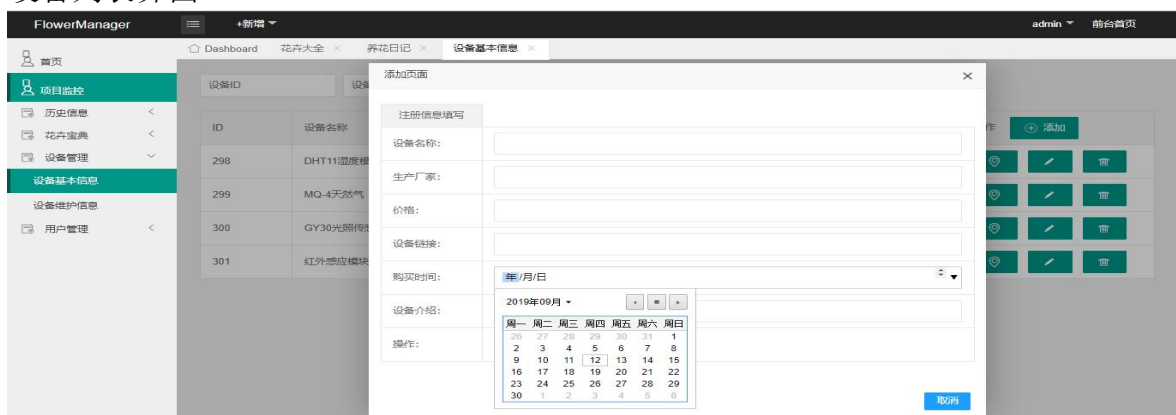 FlowerManager +新增 admin 前台首页
首页
项目监控
历史信息
花卉宝典
设备管理
设备基本信息
设备维护信息
用户管理
Dashboard 花卉大全 养花日记 设备基本信息
设备ID
ID 设备名称 添加
298 DHT11湿度模
299 MQ-4天然气
300 GY30光照传感
301 红外感应模块
添加页面
注册信息填写
设备名称:
生产厂家:
价格:
设备链接:
购买时间: 年/月/日
2019年09月
周一 周二 周三 周四 周五 周六 周日
26 27 28 29 30 31 1
2 3 4 5 6 7 8
9 10 11 12 13 14 15
16 17 18 19 20 21 22
23 24 25 26 27 28 29
30 1 2 3 4 5 6
设备介绍:
操作:
取消